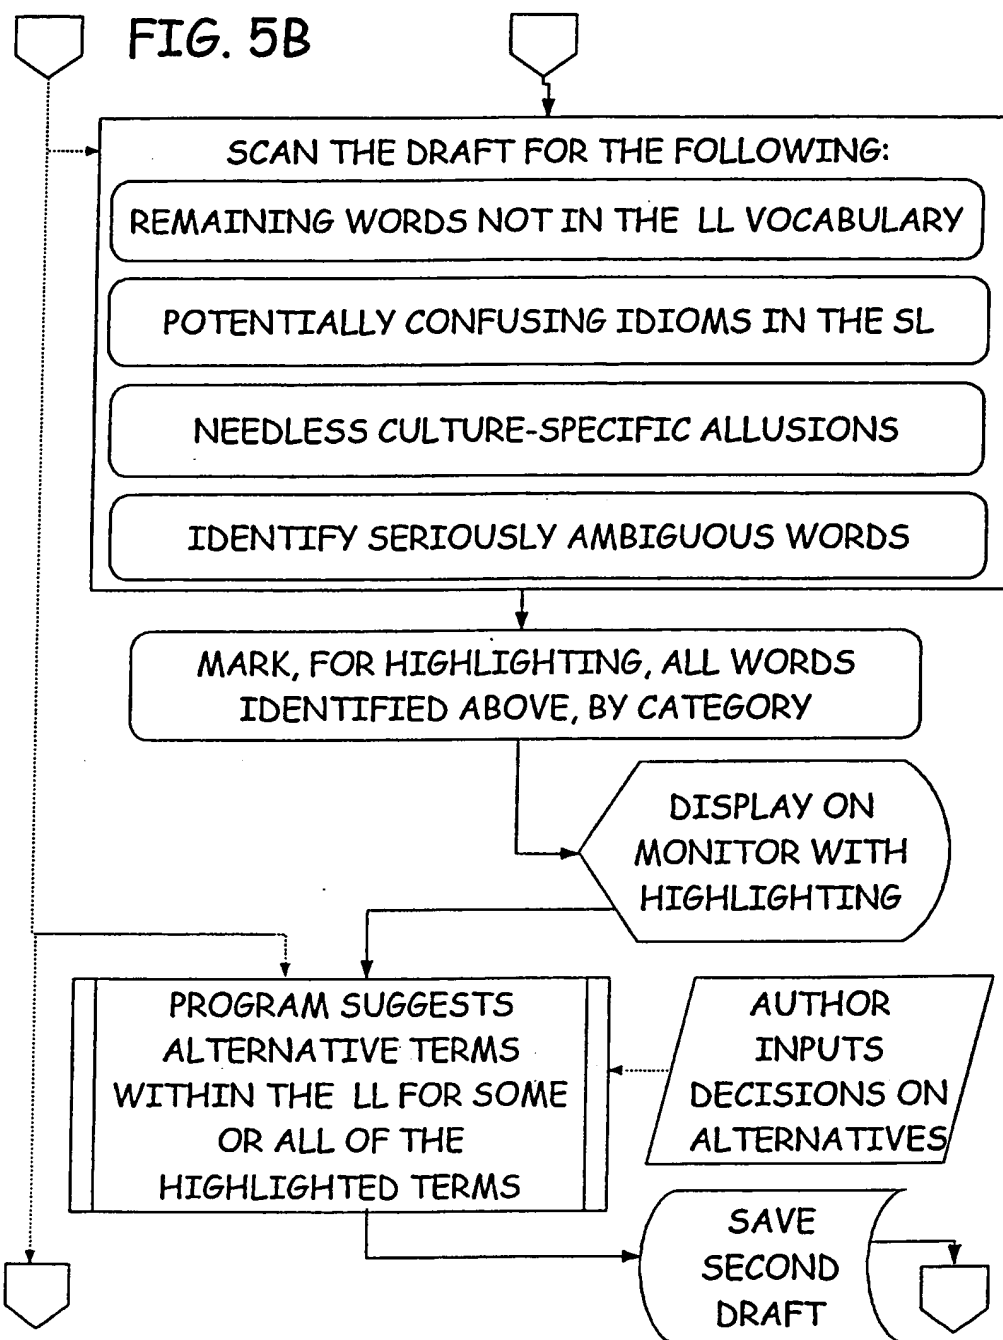 FIG. 5B
SCAN THE DRAFT FOR THE FOLLOWING:
REMAINING WORDS NOT IN THE LL VOCABULARY
POTENTIALLY CONFUSING IDIOMS IN THE SL
NEEDLESS CULTURE-SPECIFIC ALLUSIONS
IDENTIFY SERIOUSLY AMBIGUOUS WORDS
MARK, FOR HIGHLIGHTING, ALL WORDS
IDENTIFIED ABOVE, BY CATEGORY
DISPLAY ON
MONITOR WITH
HIGHLIGHTING
PROGRAM SUGGESTS
ALTERNATIVE TERMS
WITHIN THE LL FOR SOME
OR ALL OF THE
HIGHLIGHTED TERMS
AUTHOR
INPUTS
DECISIONS ON
ALTERNATIVES
SAVE
SECOND
DRAFT